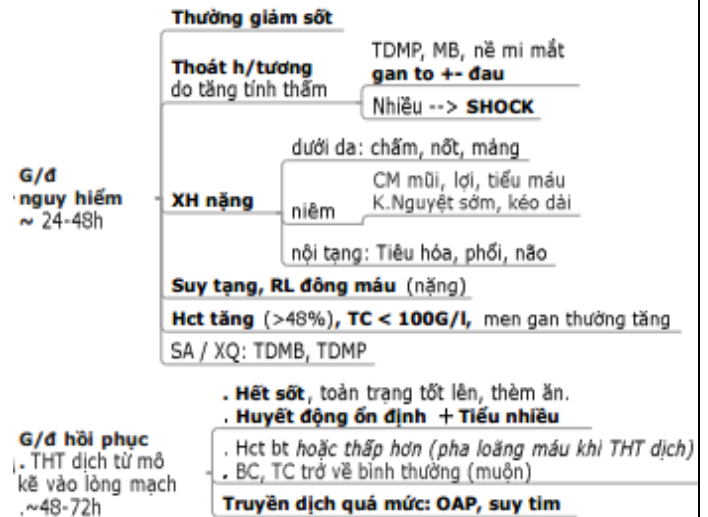 Thường giảm sốt
Thoát h/tương
do tăng tính thấm
TDMP, MB, nề mi mắt
gan to +- đau
Nhiều --> SHOCK
G/đ
nguy hiểm
~ 24-48h
XH nặng
dưới da: chấm, nốt, mảng
niêm
CM mũi, lợi, tiểu máu
K.Nguyệt sớm, kéo dài
nội tạng: Tiêu hóa, phổi, não
Suy tạng, RL đông máu (nặng)
Hct tăng (>48%), TC < 100G/l, men gan thường tăng
SA / XQ: TDMB, TDMP
G/đ hồi phục
. THT dịch từ mô
kẽ vào lòng mạch
.~48-72h
. Hết sốt, toàn trạng tốt lên, thèm ăn.
. Huyết động ổn định + Tiểu nhiều
. Hct bt hoặc thấp hơn (pha loãng máu khi THT dịch)
. BC, TC trở về bình thường (muộn)
Truyền dịch quá mức: OAP, suy tim